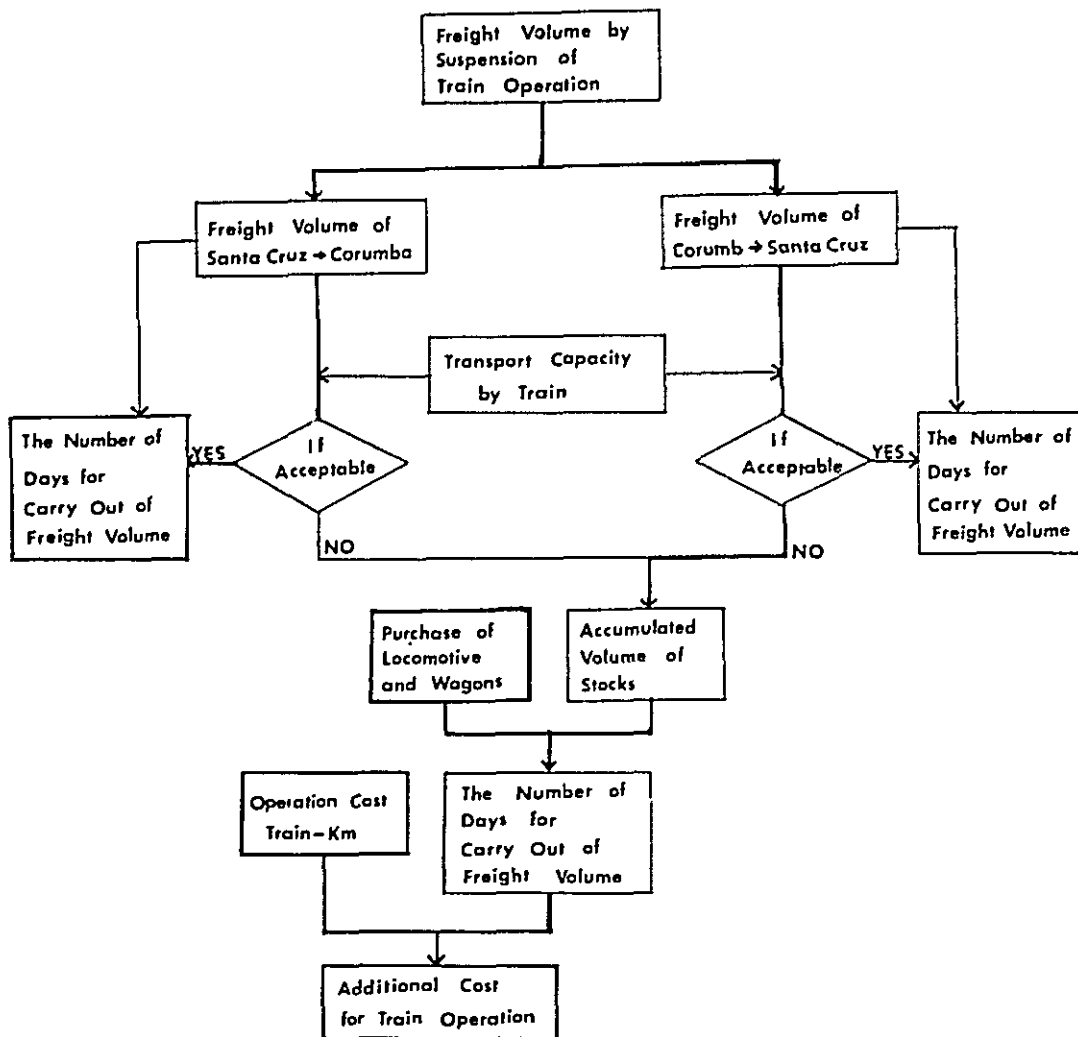 Freight Volume by
Suspension of
Train Operation
Freight Volume of
Santa Cruz → Corumba
Freight Volume of
Corumb → Santa Cruz
Transport Capacity
by Train
The Number of
Days for
Carry Out of
Freight Volume
YES
If
Acceptable
If
Acceptable
YES
The Number of
Days for
Carry Out of
Freight Volume
NO
NO
Purchase of
Locomotive
and Wagons
Accumulated
Volume of
Stocks
Operation Cost
Train-Km
The Number of
Days for
Carry Out of
Freight Volume
Additional Cost
for Train Operation